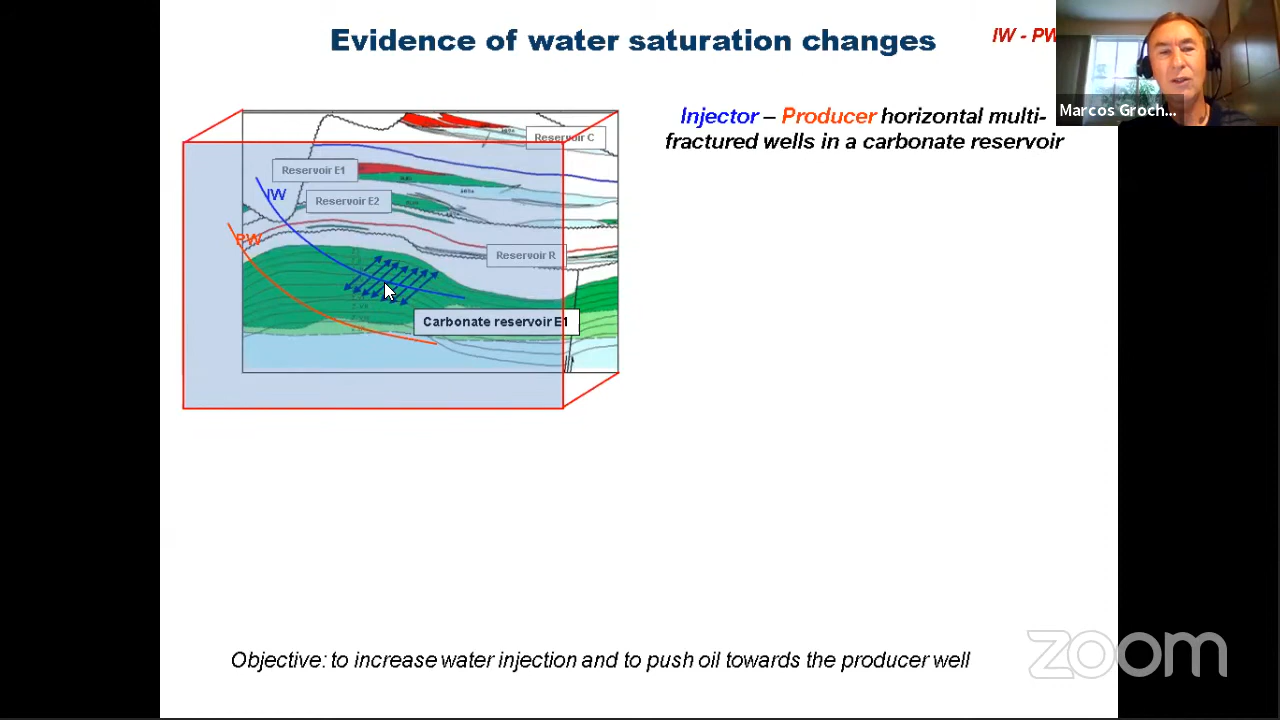 Evidence of water saturation changes
IW - PW
Marcos Groch...
Injector – Producer horizontal multi-
fractured wells in a carbonate reservoir
Reservoir C
Reservoir E1
IW
Reservoir E2
PW
Reservoir R
Carbonate reservoir E1
Objective: to increase water injection and to push oil towards the producer well
zoom